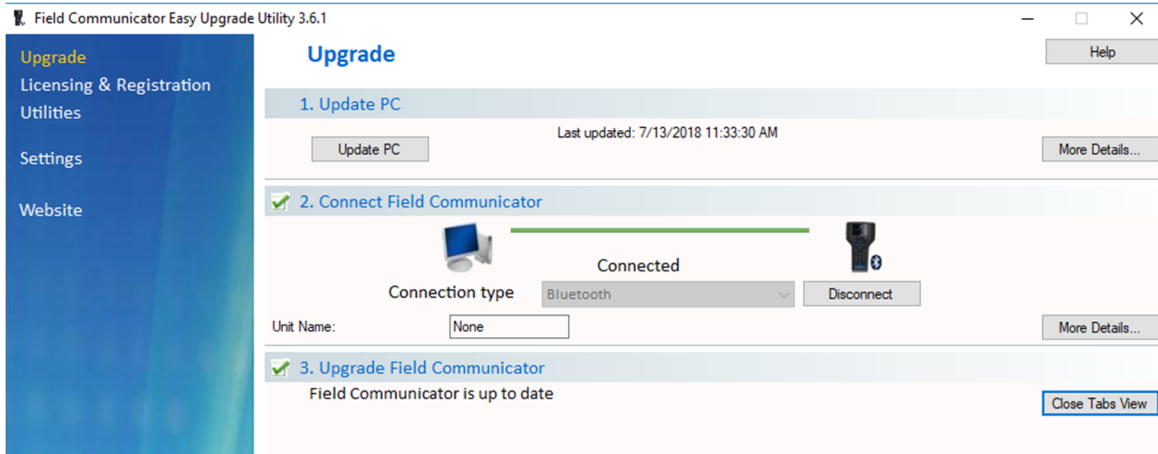 Field Communicator Easy Upgrade Utility 3.6.1
Upgrade
Licensing & Registration
Utilities
Settings
Website
Upgrade
Help
1. Update PC
Update PC
Last updated: 7/13/2018 11:33:30 AM
More Details...
2. Connect Field Communicator
Connected
Connection type
Bluetooth
Disconnect
Unit Name:
None
More Details...
3. Upgrade Field Communicator
Field Communicator is up to date
Close Tabs View